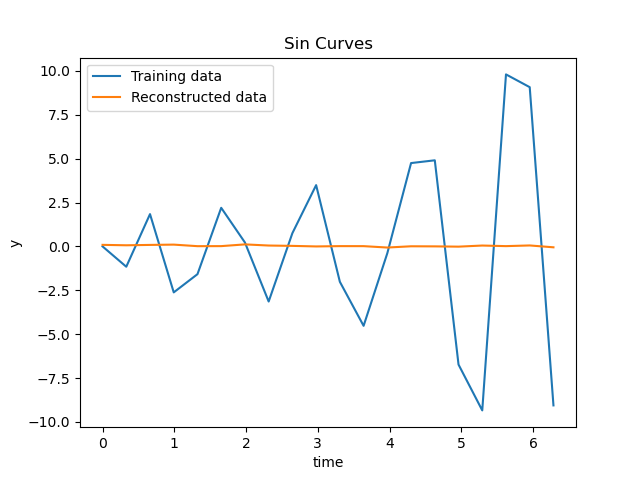 Sin Curves
Training data
Reconstructed data
10.0
7.5
5.0
2.5
0.0
−2.5
−5.0
−7.5
−10.0
y
0 1 2 3 4 5 6
time